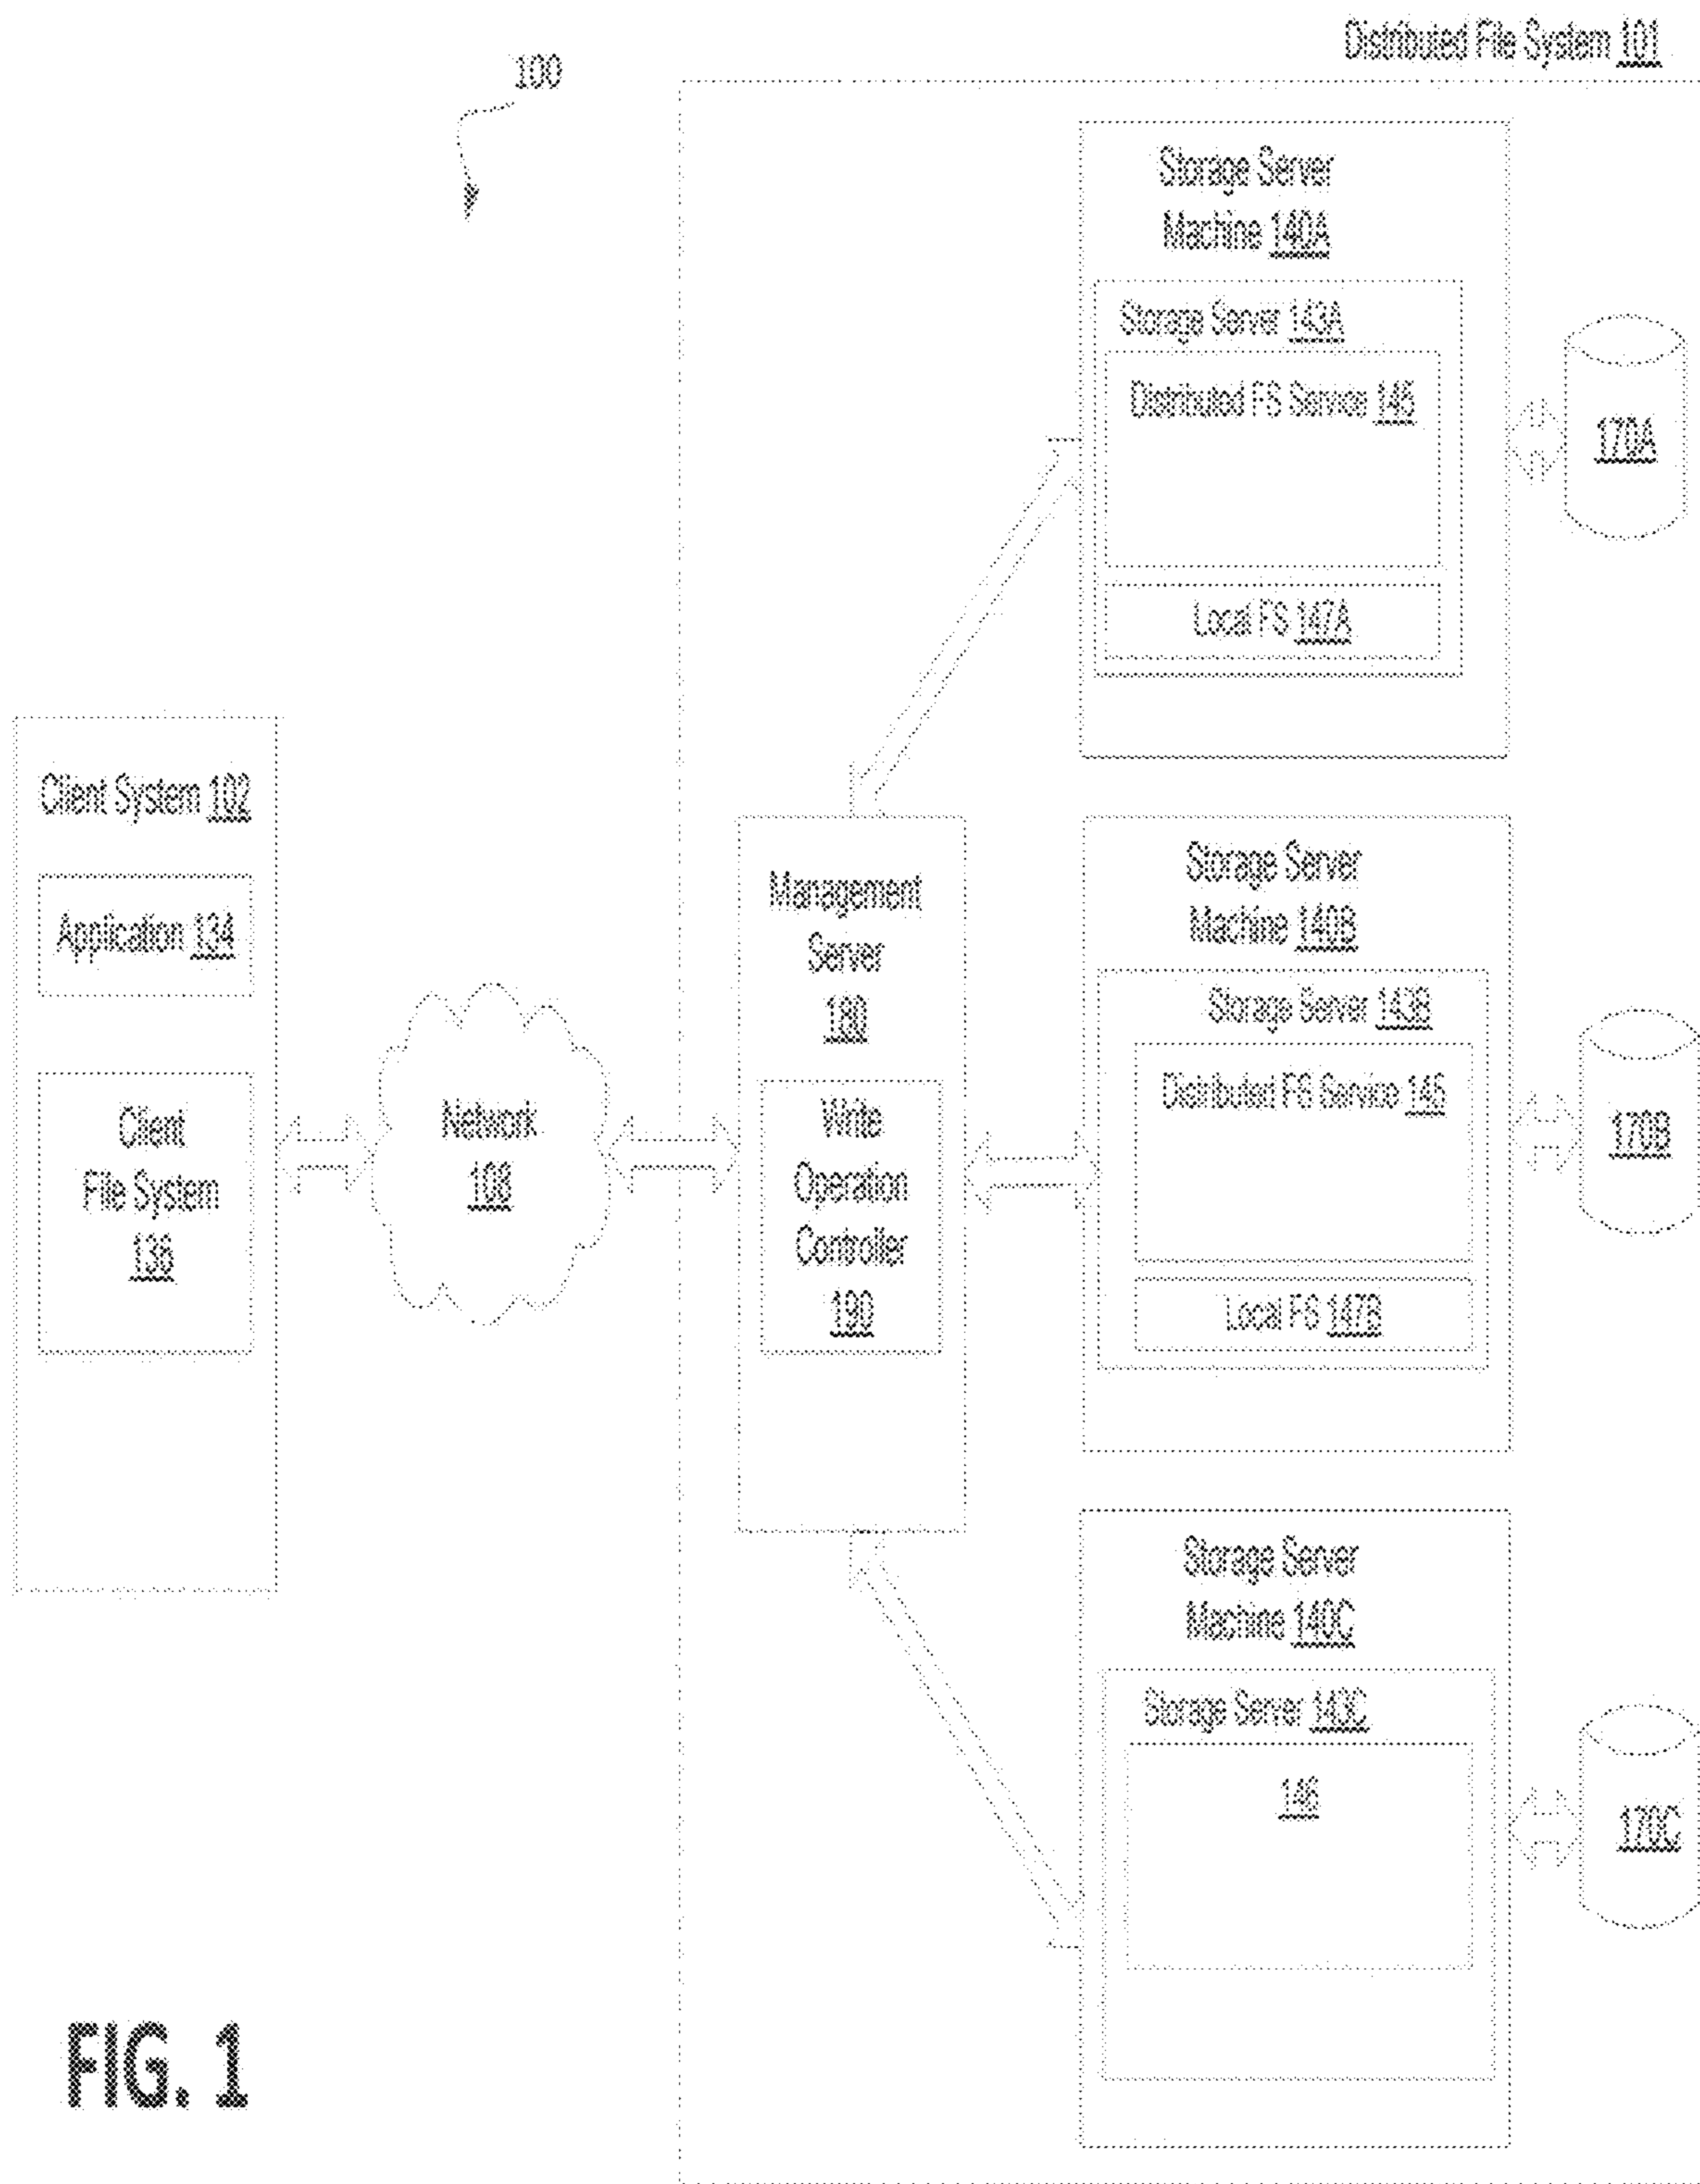 Distributed File System 101
100
Storage Server
Machine 140A
Storage Server 143A
Distributed FS Service 145
Local FS 147A
170A
Client System 102
Application 134
Client
File System
136
Network
108
Management
Server
180
Write
Operation
Controller
190
Storage Server
Machine 140B
Storage Server 143B
Distributed FS Service 145
Local FS 147B
170B
Storage Server
Machine 140C
Storage Server 143C
146
170C
FIG. 1